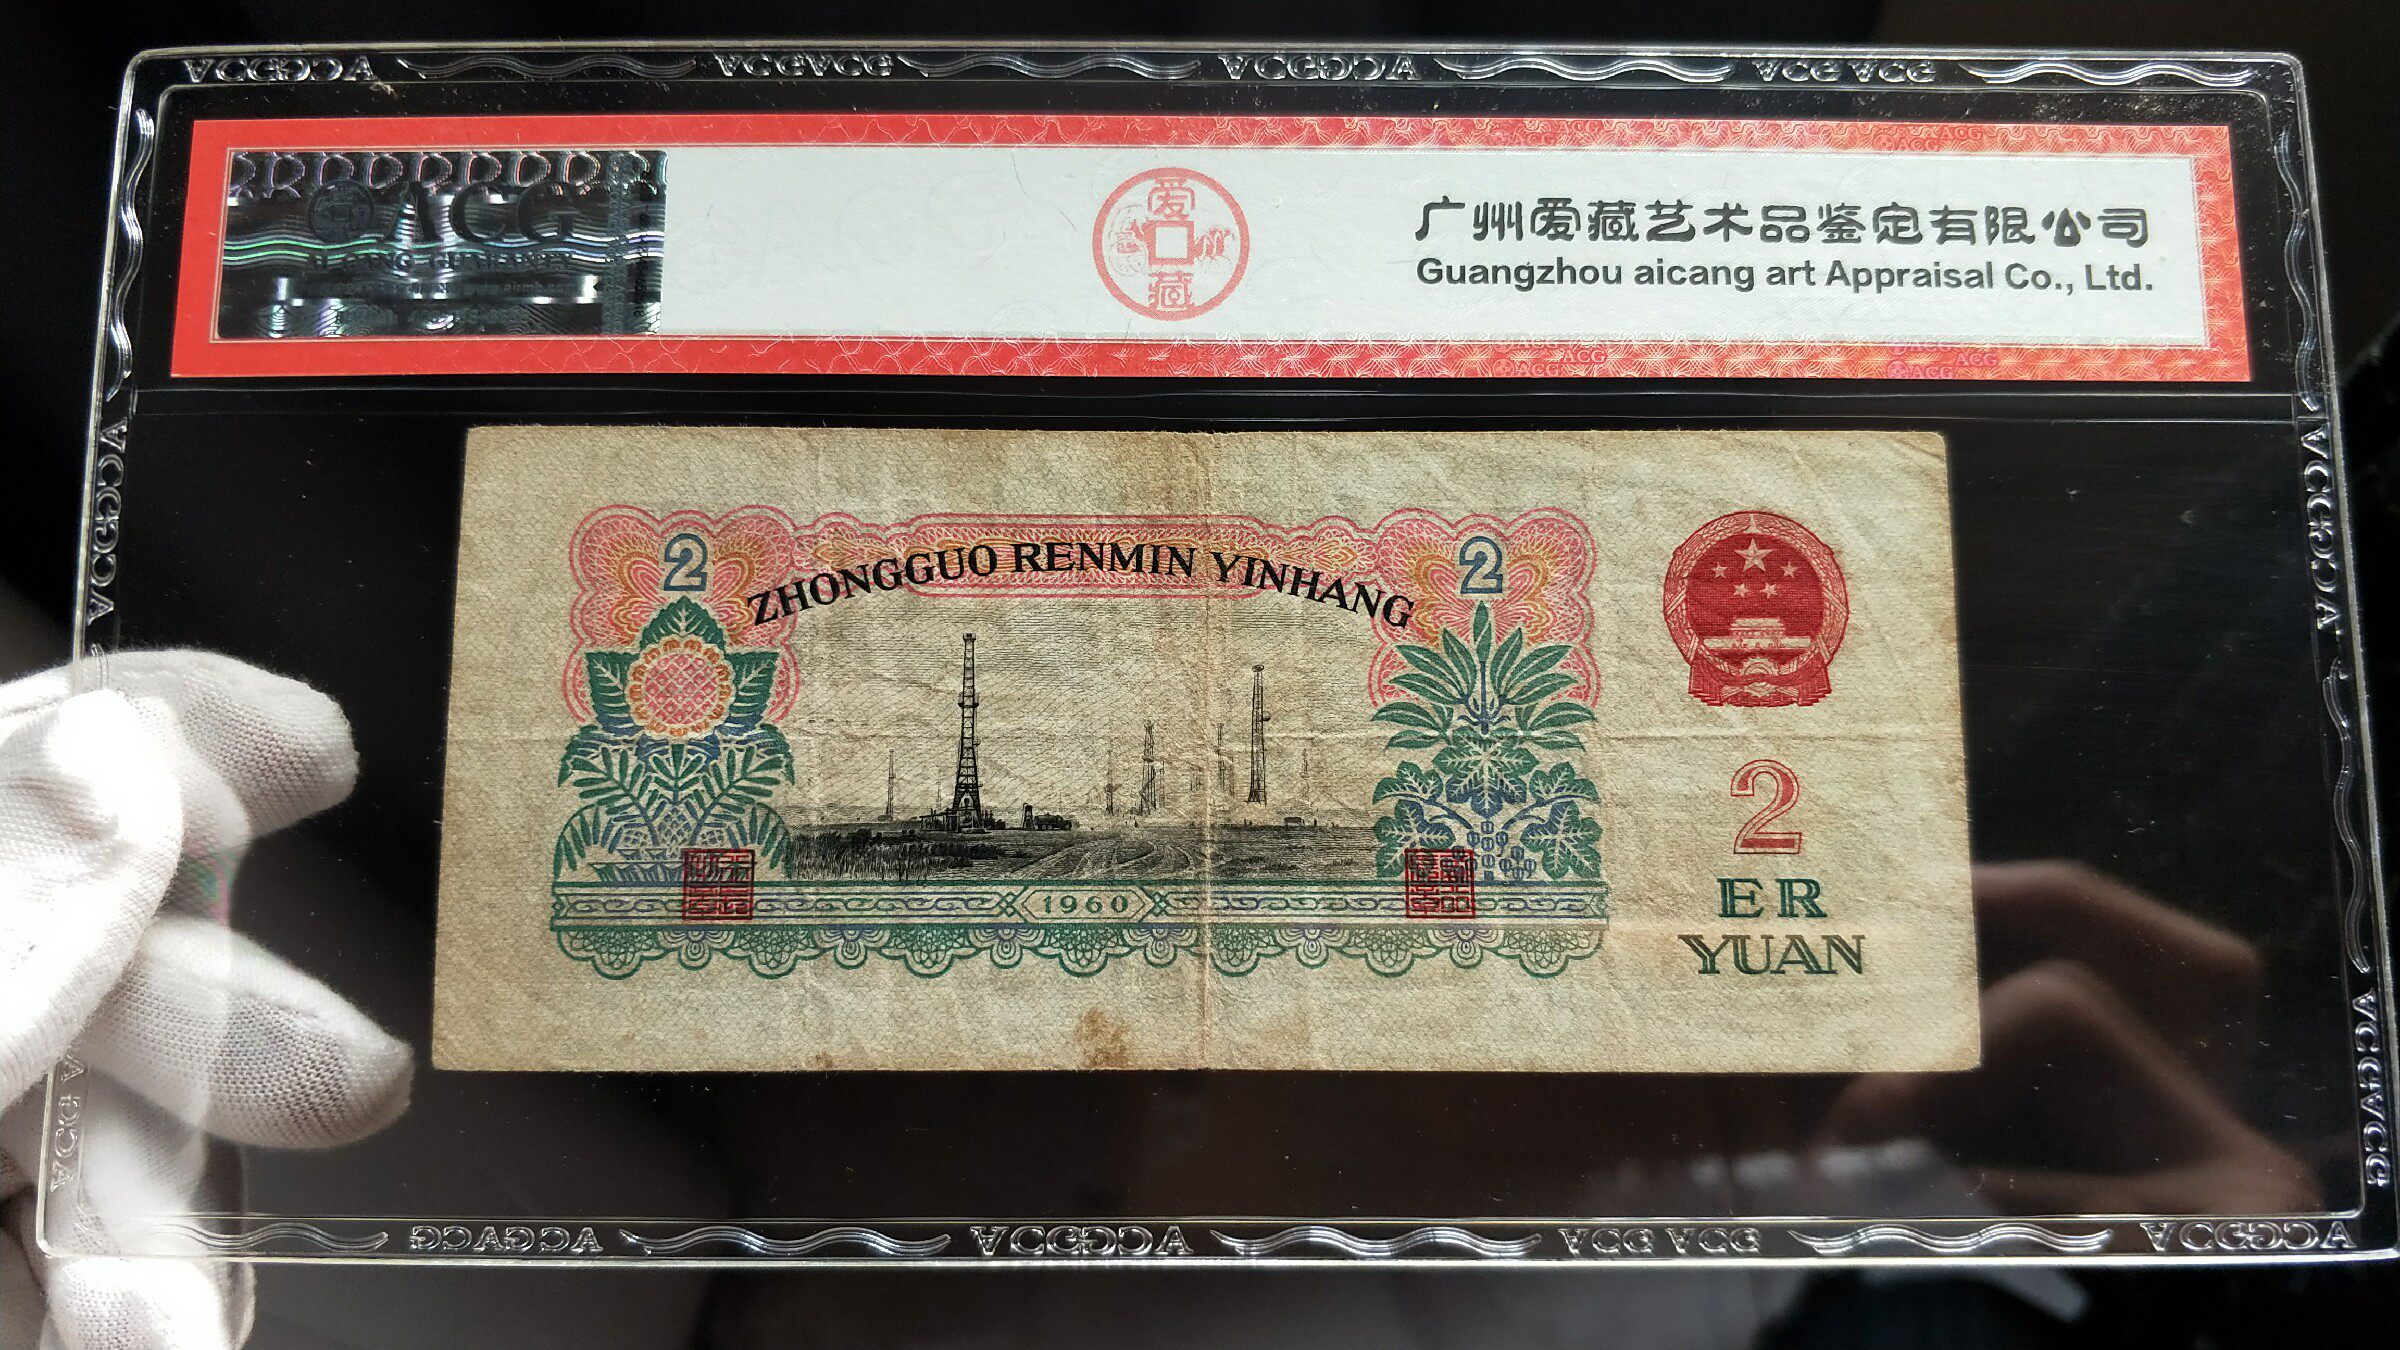 ACG
爱藏
广州爱藏艺术品鉴定有限公司
Guangzhou aicang art Appraisal Co., Ltd.
2
2
ZHONGGUO RENMIN YINHANG
2
ER
YUAN
1960